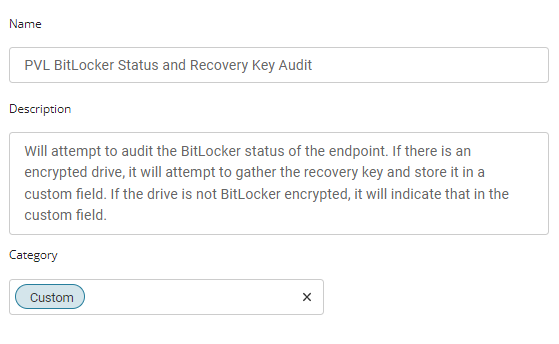 Name
PVL BitLocker Status and Recovery Key Audit
Description
Will attempt to audit the BitLocker status of the endpoint. If there is an
encrypted drive, it will attempt to gather the recovery key and store it in a
custom field. If the drive is not BitLocker encrypted, it will indicate that in the
custom field.
Category
Custom